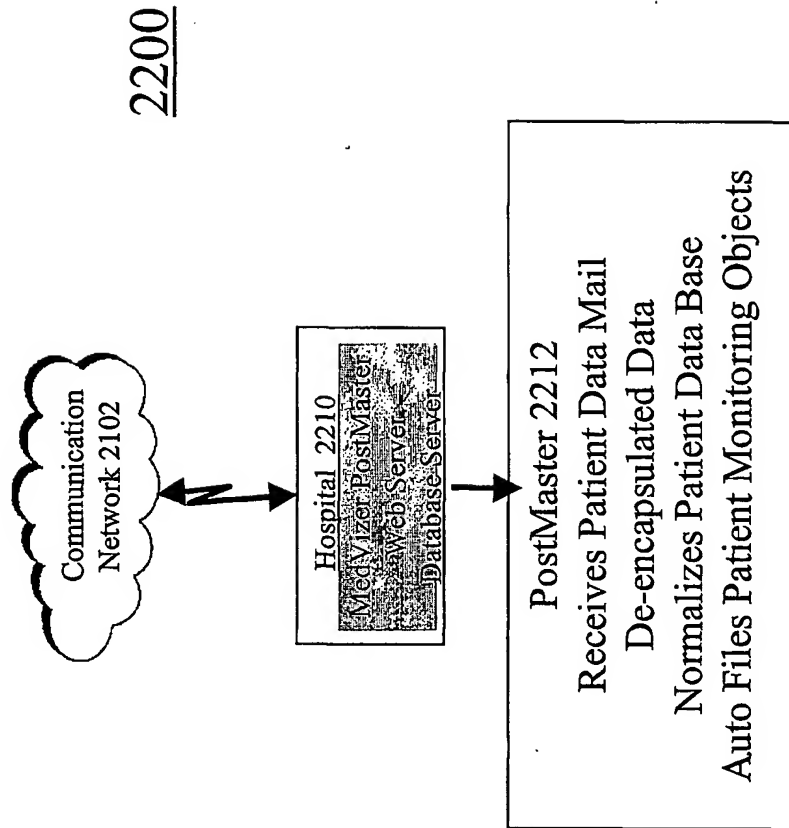 2200
Communication
Network 2102
Hospital 2210
MedVizer PostMaster
Web Server
Database Server
PostMaster 2212
Receives Patient Data Mail
De-encapsulated Data
Normalizes Patient Data Base
Auto Files Patient Monitoring Objects